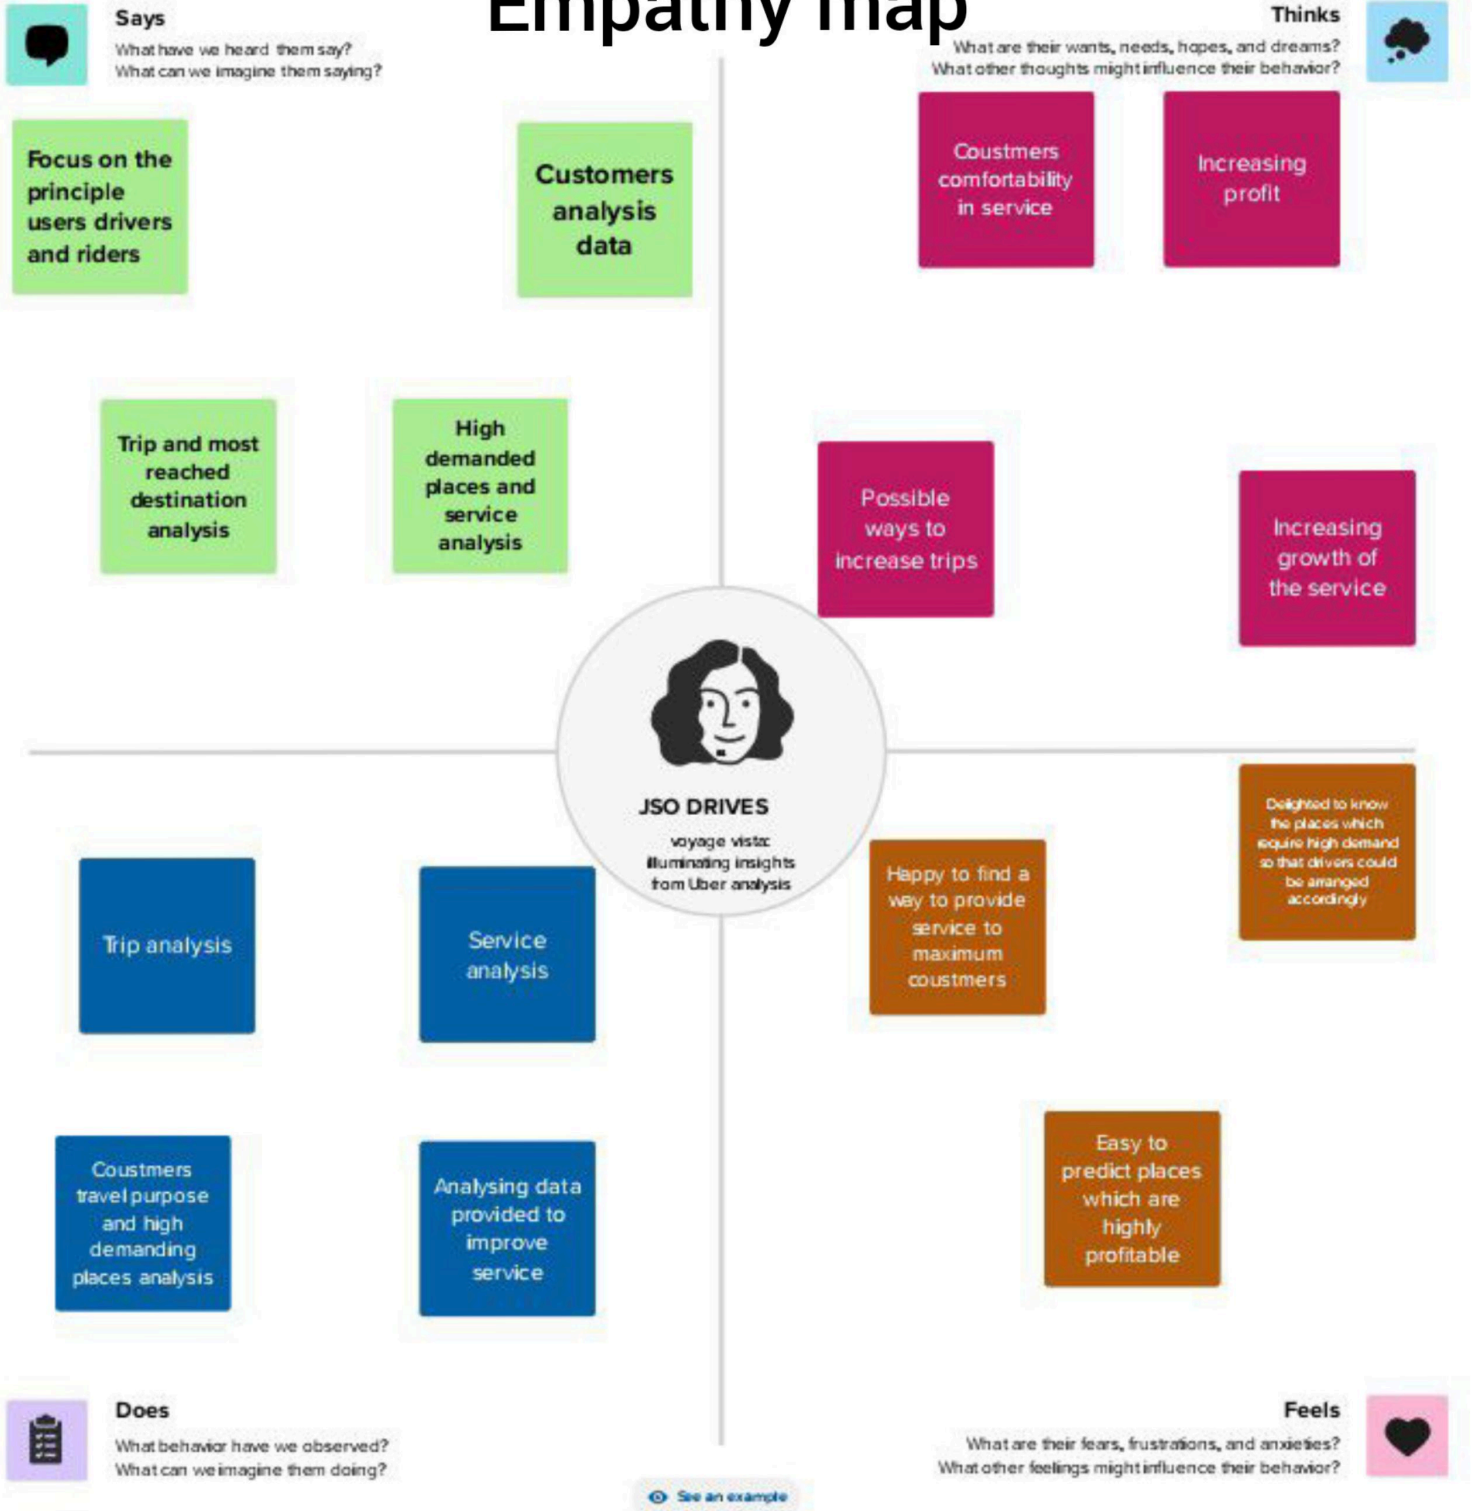 Empathy map
Says
What have we heard them say?
What can we imagine them saying?
Thinks
What are their wants, needs, hopes, and dreams?
What other thoughts might influence their behavior?
Focus on the
principle
users drivers
and riders
Customers
analysis
data
Coustmers
comfortability
in service
Increasing
profit
Trip and most
reached
destination
analysis
High
demanded
places and
service
analysis
Possible
ways to
increase trips
Increasing
growth of
the service
JSO DRIVES
voyage vista:
illuminating insights
from Uber analysis
Trip analysis
Service
analysis
Happy to find a
way to provide
service to
maximum
coustmers
Delighted to know
the places which
require high demand
so that drivers could
be arranged
accordingly
Coustmers
travel purpose
and high
demanding
places analysis
Analysing data
provided to
improve
service
Easy to
predict places
which are
highly
profitable
Does
What behavior have we observed?
What can we imagine them doing?
Feels
What are their fears, frustrations, and anxieties?
What other feelings might influence their behavior?
See an example